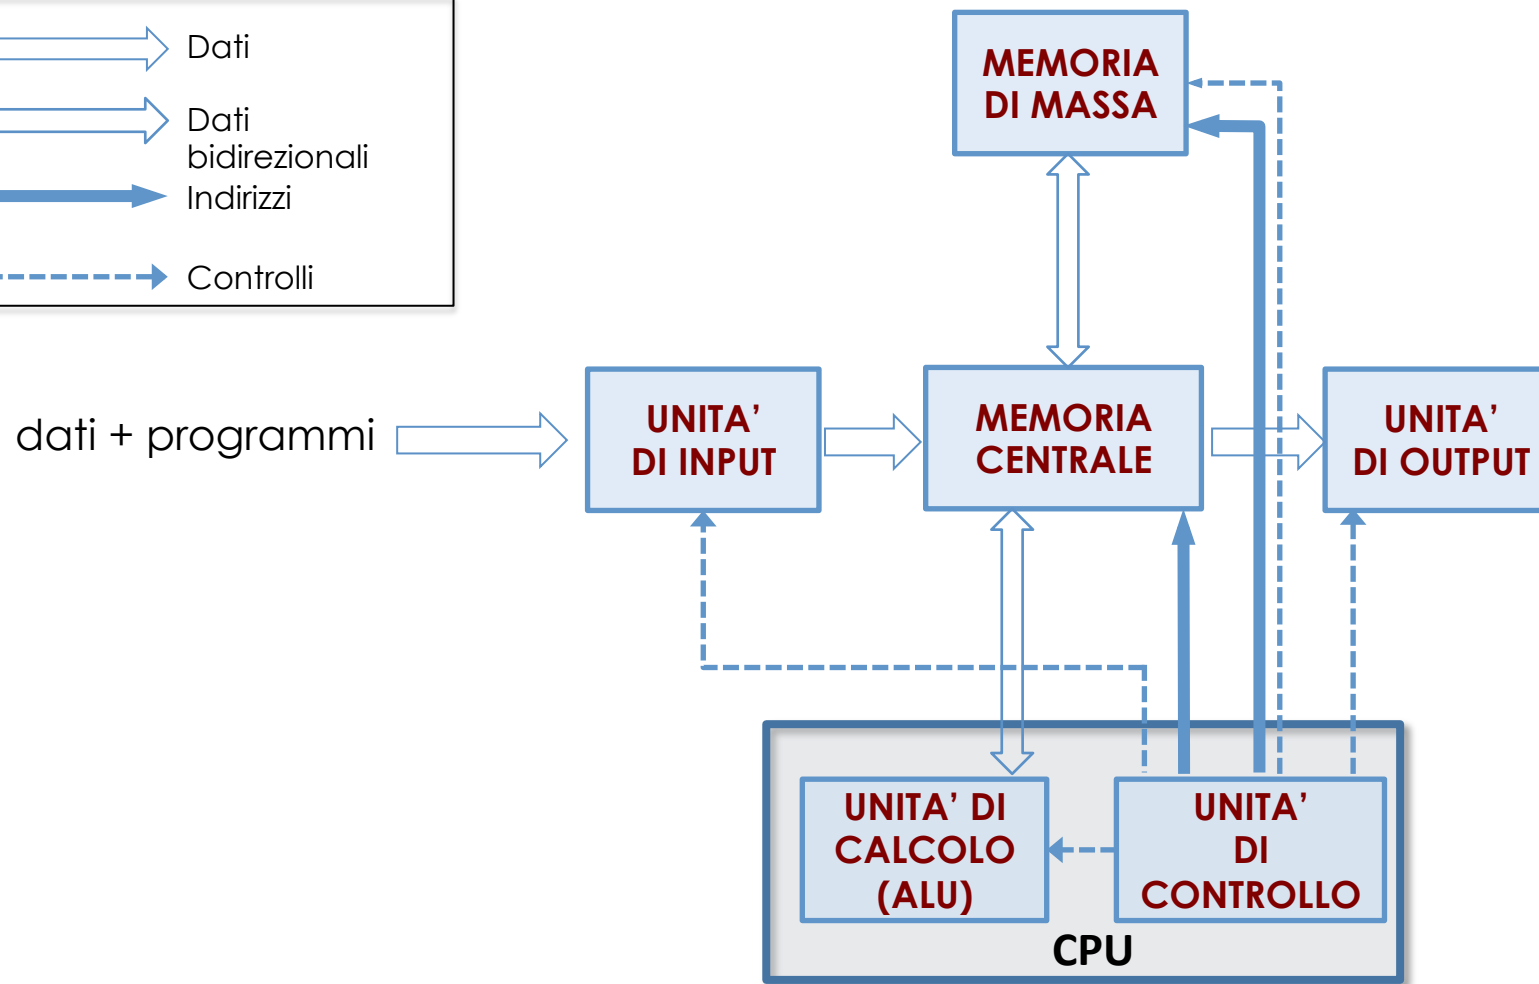 Dati
Dati
bidirezionali
Indirizzi
Controlli
MEMORIA
DI MASSA
dati + programmi
UNITA’
DI INPUT
MEMORIA
CENTRALE
UNITA’
DI OUTPUT
UNITA’ DI
CALCOLO
(ALU)
UNITA’
DI
CONTROLLO
CPU